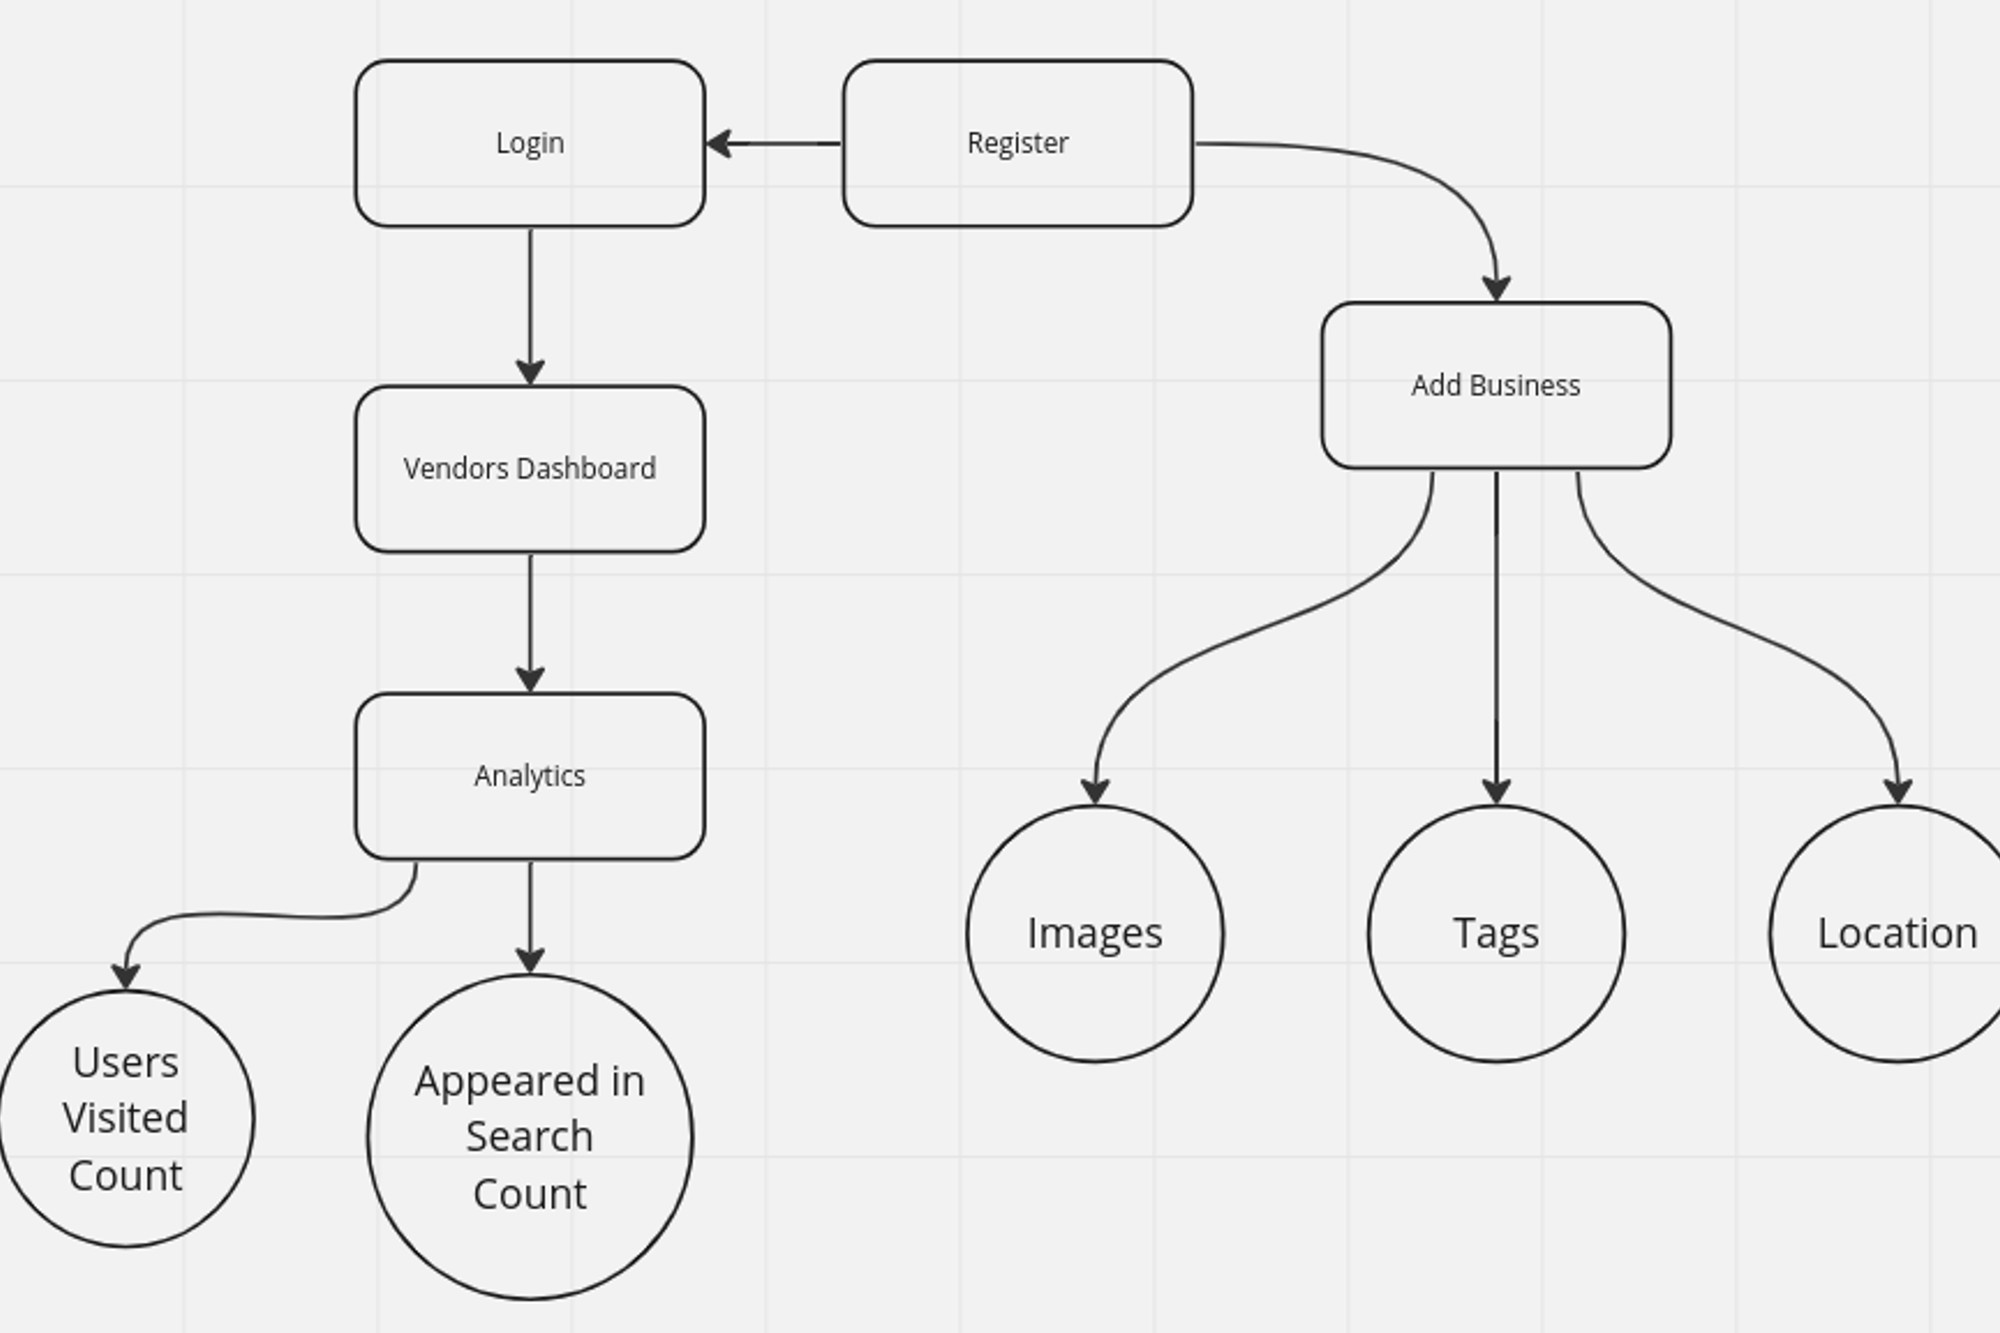 Login
Register
Add Business
Vendors Dashboard
Analytics
Images
Tags
Location
Users
Visited
Count
Appeared in
Search
Count